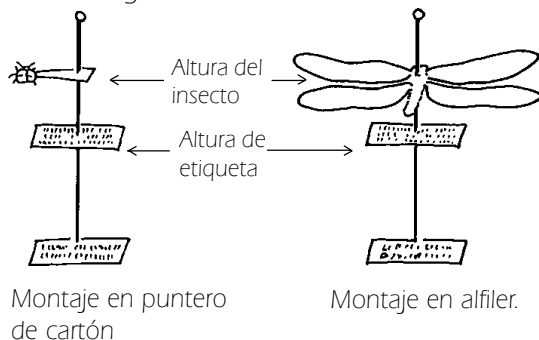 Altura del
insecto
Altura de
etiqueta
Montaje en puntero
de cartón
Montaje en alfiler.